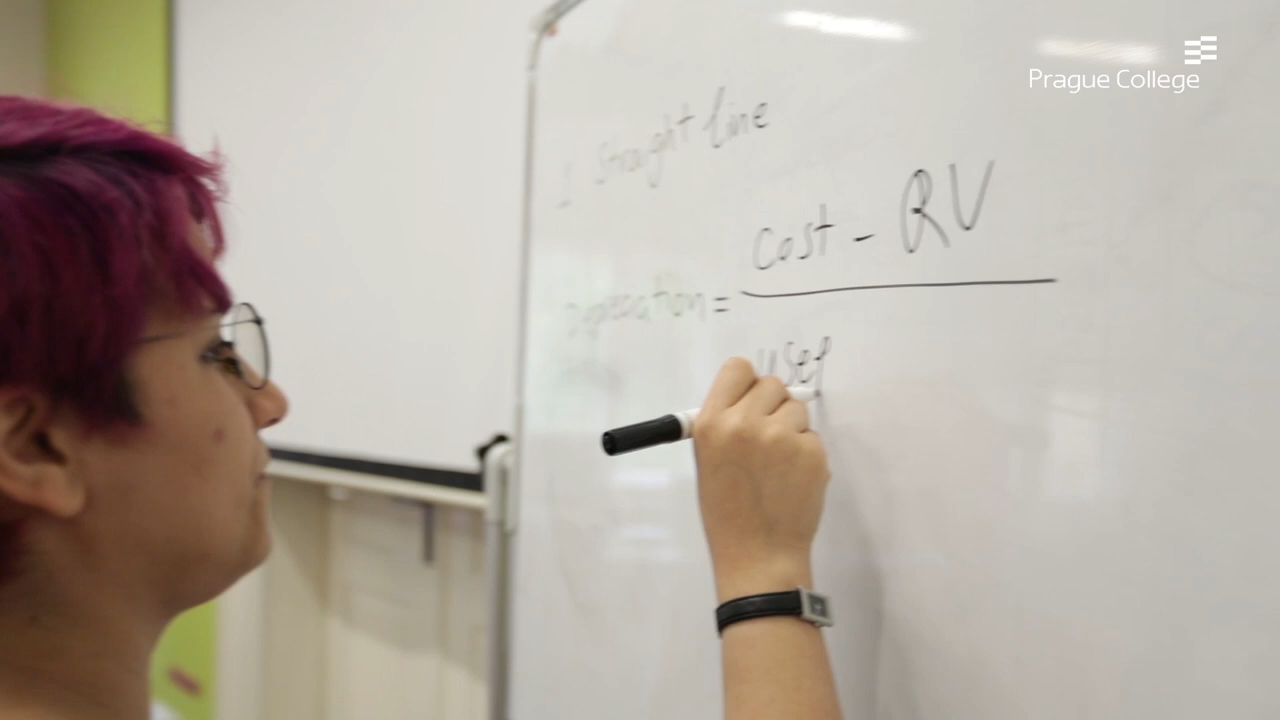 Prague College
1 straight line
cost - RV
depreciation =
usef